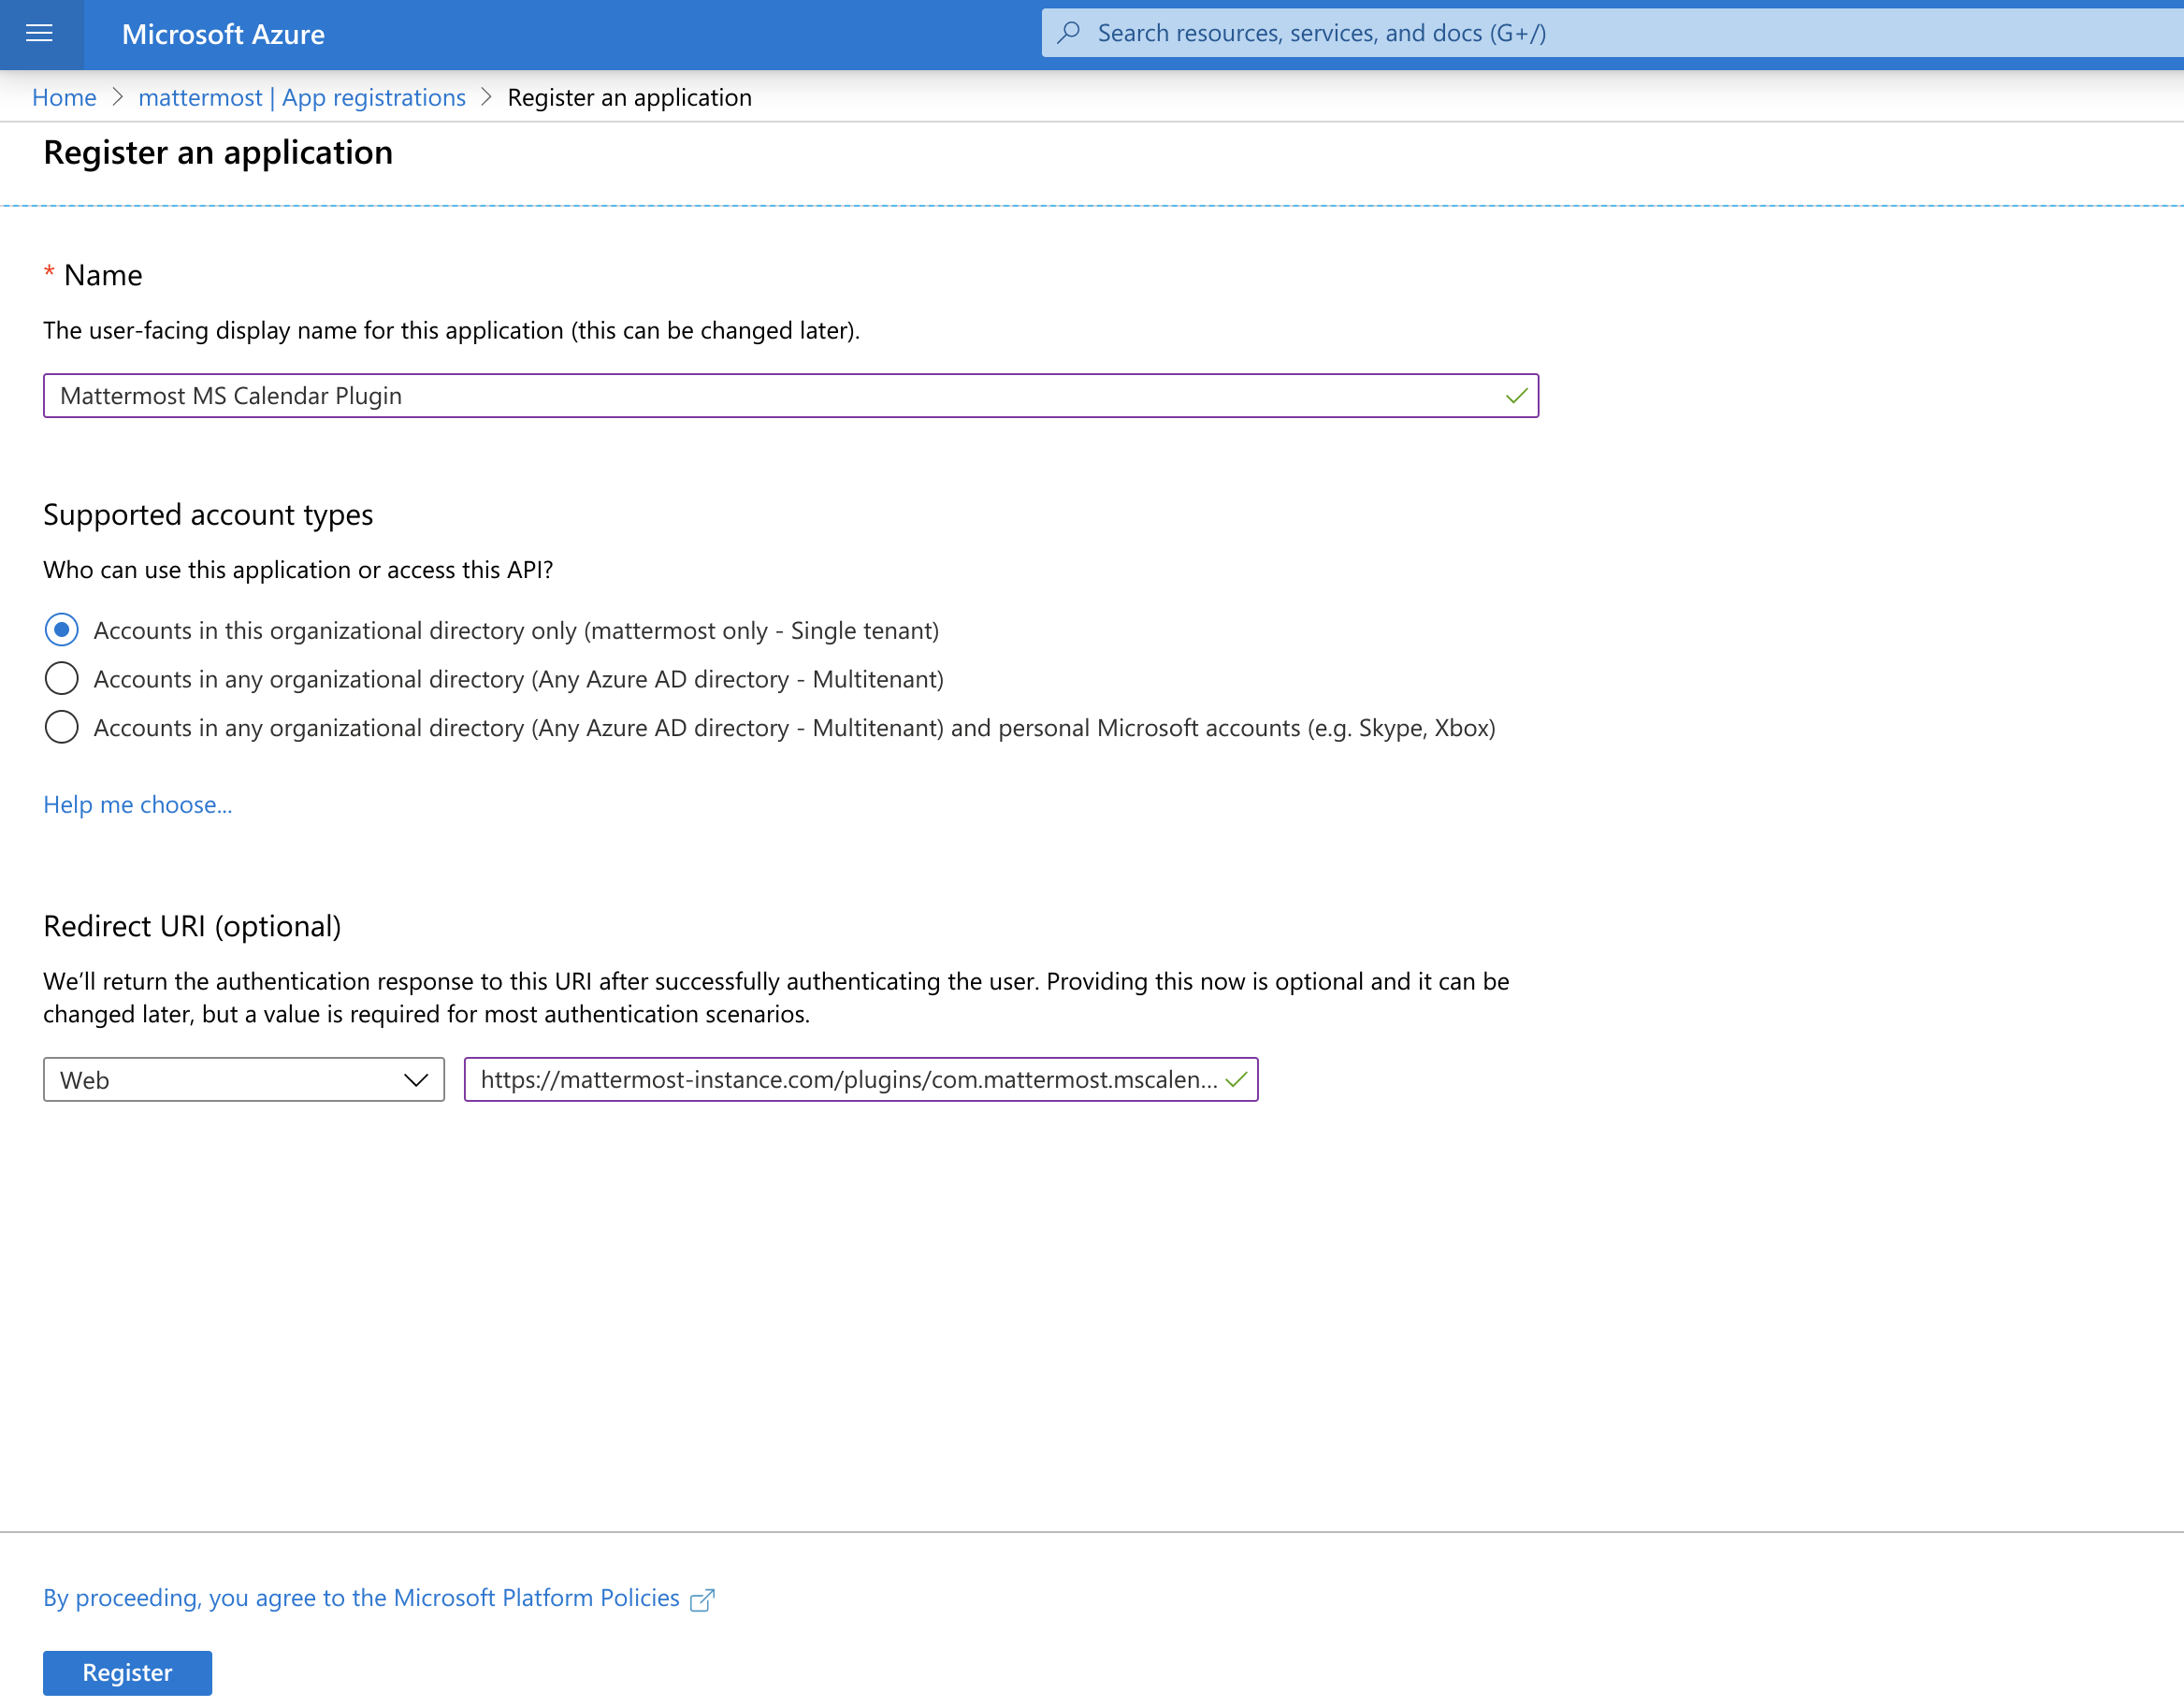 Microsoft Azure
Search resources, services, and docs (G+/)
Home > mattermost | App registrations > Register an application
Register an application
* Name
The user-facing display name for this application (this can be changed later).
Mattermost MS Calendar Plugin
Supported account types
Who can use this application or access this API?
Accounts in this organizational directory only (mattermost only - Single tenant)
Accounts in any organizational directory (Any Azure AD directory - Multitenant)
Accounts in any organizational directory (Any Azure AD directory - Multitenant) and personal Microsoft accounts (e.g. Skype, Xbox)
Help me choose...
Redirect URI (optional)
We’ll return the authentication response to this URI after successfully authenticating the user. Providing this now is optional and it can be
changed later, but a value is required for most authentication scenarios.
Web
https://mattermost-instance.com/plugins/com.mattermost.mscalen...
By proceeding, you agree to the Microsoft Platform Policies
Register